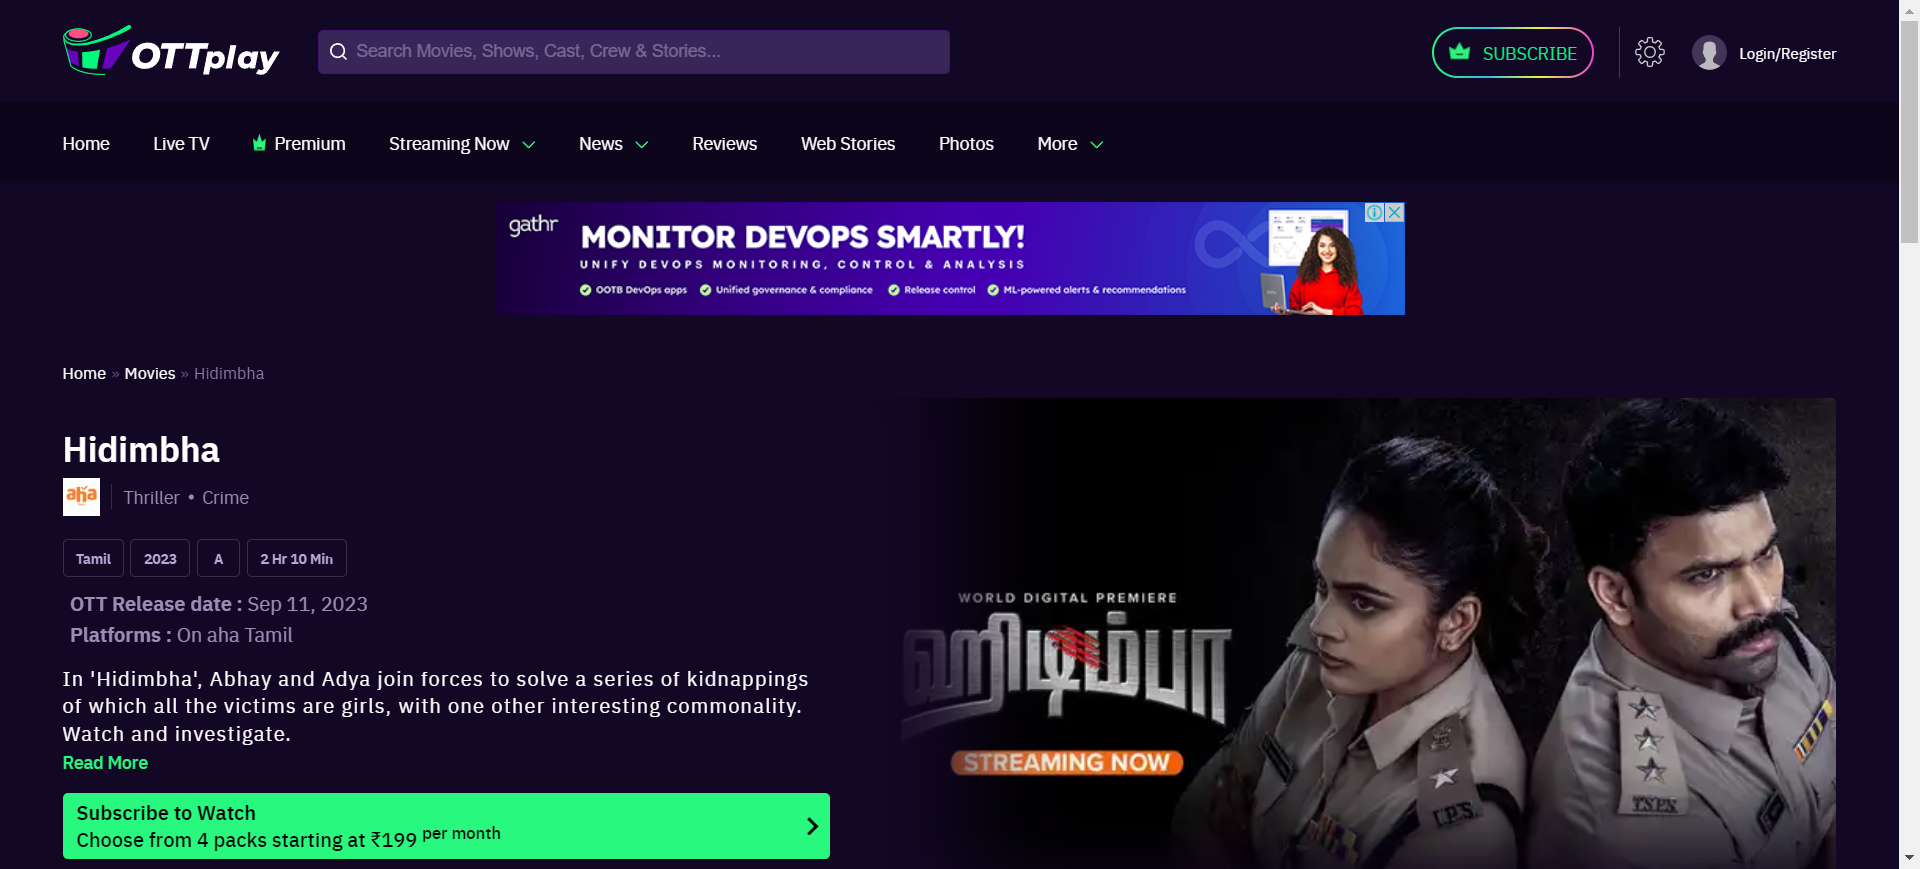 OTTplay
Search Movies, Shows, Cast, Crew & Stories...
SUBSCRIBE
Login/Register
Home
Live TV
Premium
Streaming Now
News
Reviews
Web Stories
Photos
More
gathr
MONITOR DEVOPS SMARTLY!
UNIFY DEVOPS MONITORING, CONTROL & ANALYSIS
OOTB DevOps apps
Unified governance & compliance
Release control
ML-powered alerts & recommendations
Home » Movies » Hidimbha
Hidimbha
aha
Thriller • Crime
Tamil
2023
A
2 Hr 10 Min
OTT Release date : Sep 11, 2023
Platforms : On aha Tamil
In 'Hidimbha', Abhay and Adya join forces to solve a series of kidnappings
of which all the victims are girls, with one other interesting commonality.
Watch and investigate.
Read More
Subscribe to Watch
Choose from 4 packs starting at ₹199 per month
WORLD DIGITAL PREMIERE
ஹிடிம்பா
STREAMING NOW
I.P.S.
TSPS